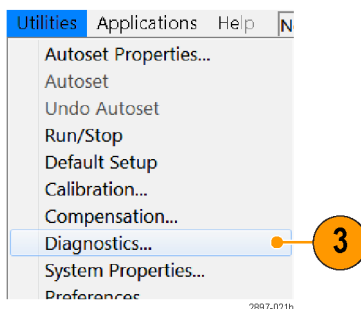 Utilities Applications Help
Autoset Properties...
Autoset
Undo Autoset
Run/Stop
Default Setup
Calibration...
Compensation...
Diagnostics...
3
System Properties...
Preferences
2897-021b